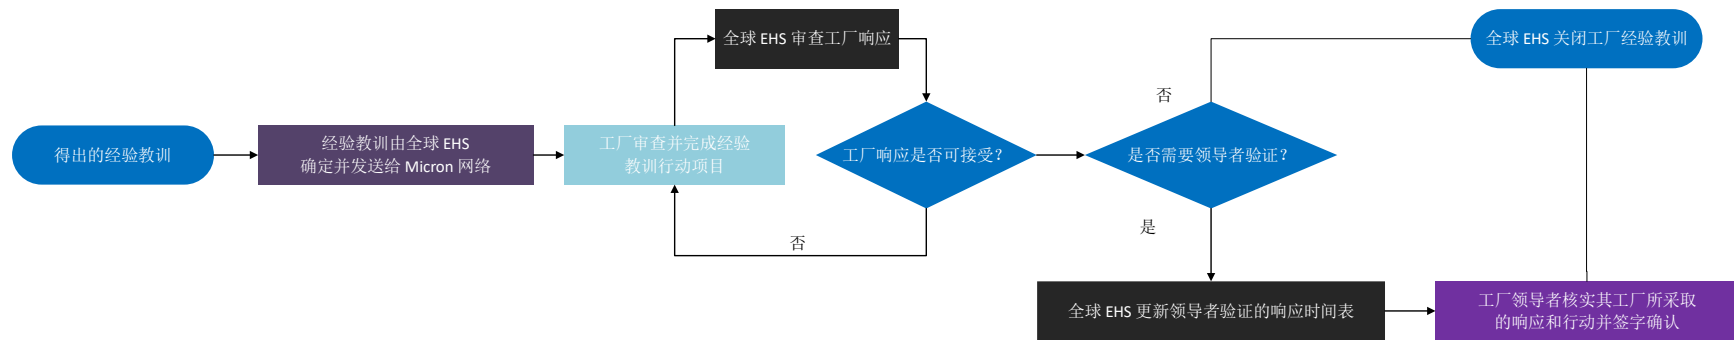 得出的经验教训
经验教训由全球 EHS
确定并发送给 Micron 网络
工厂审查并完成经验
教训行动项目
全球 EHS 审查工厂响应
工厂响应是否可接受？
否
是否需要领导者验证？
否
是
全球 EHS 更新领导者验证的响应时间表
工厂领导者核实其工厂所采取
的响应和行动并签字确认
全球 EHS 关闭工厂经验教训